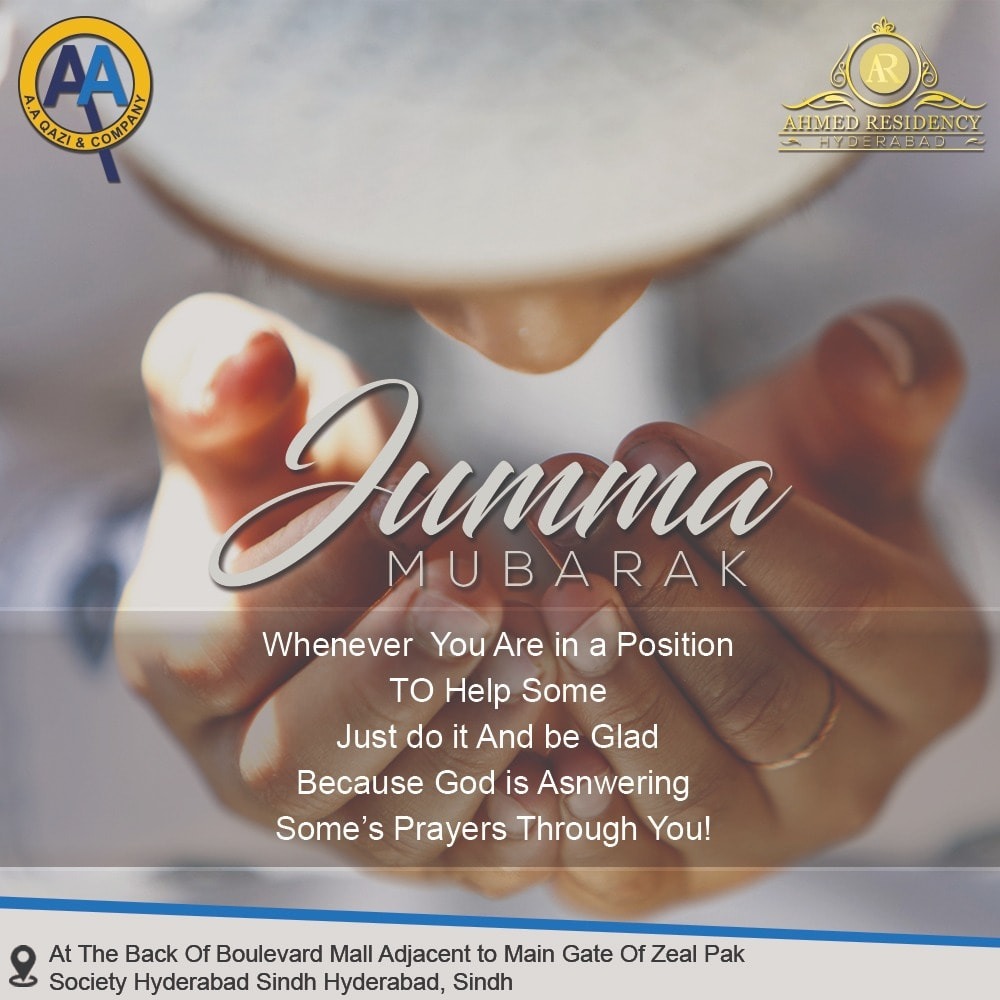 AA
A.A QAZI & COMPANY
AR
AHMED RESIDENCY
HYDERABAD
Jumma
MUBARAK
Whenever You Are in a Position
TO Help Some
Just do it And be Glad
Because God is Asnwering
Some's Prayers Through You!
At The Back Of Boulevard Mall Adjacent to Main Gate Of Zeal Pak
Society Hyderabad Sindh Hyderabad, Sindh